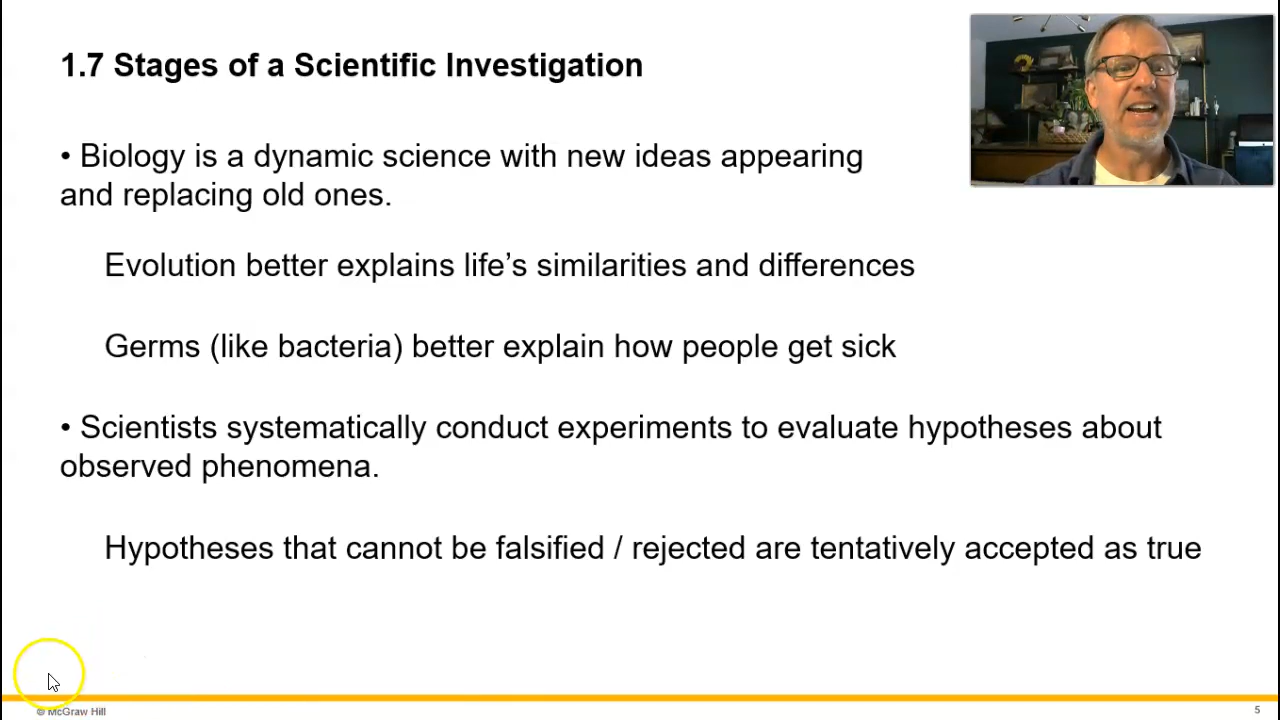 1.7 Stages of a Scientific Investigation
• Biology is a dynamic science with new ideas appearing
and replacing old ones.
Evolution better explains life’s similarities and differences
Germs (like bacteria) better explain how people get sick
• Scientists systematically conduct experiments to evaluate hypotheses about
observed phenomena.
Hypotheses that cannot be falsified / rejected are tentatively accepted as true
© McGraw Hill
5